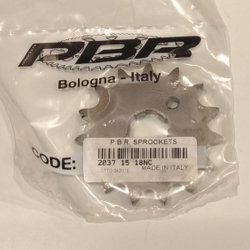 PBR
Bologna - Italy
CODE:
P.B.R. SPROCKETS
2037 15 18NC
MADE IN ITALY